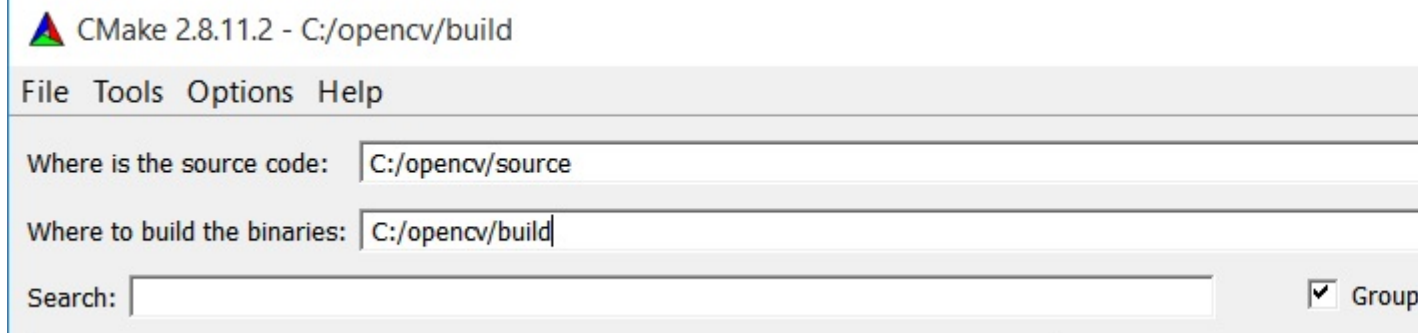 CMake 2.8.11.2 - C:/opencv/build
File Tools Options Help
Where is the source code: C:/opencv/source
Where to build the binaries: C:/opencv/build
Search: Group